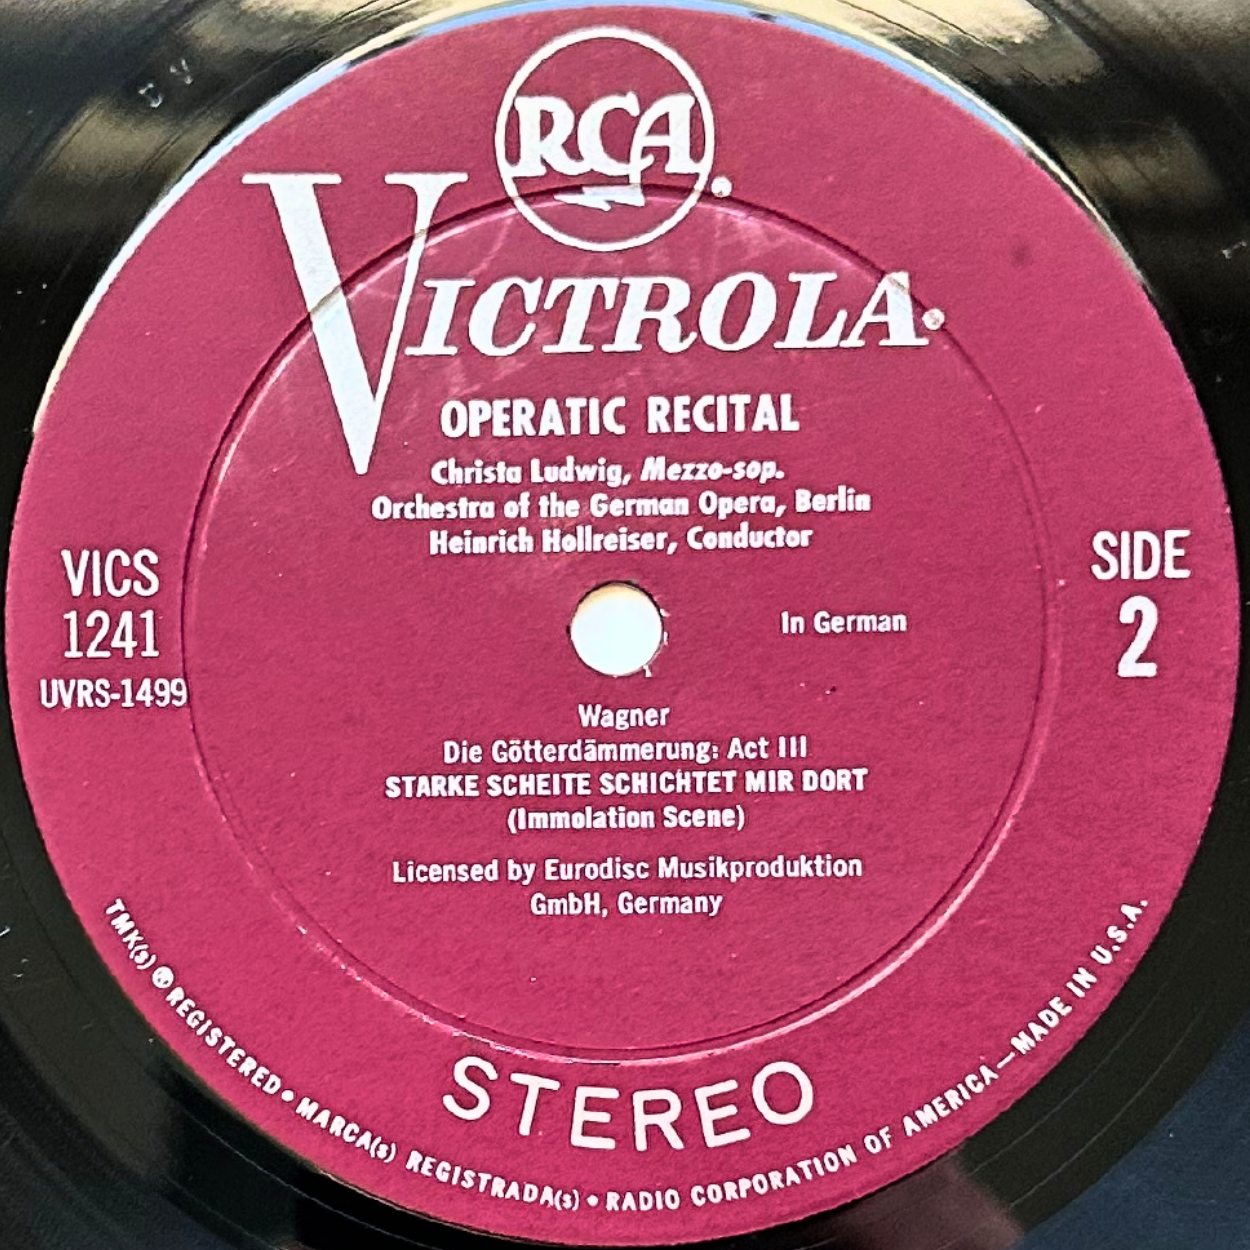 RCA
VICTROLA
OPERATIC RECITAL
Christa Ludwig, Mezzo-sop.
Orchestra of the German Opera, Berlin
Heinrich Hollreiser, Conductor
VICS
1241
UVRS-1499
In German
SIDE
2
Wagner
Die Götterdämmerung: Act III
STARKE SCHEITE SCHICHTET MIR DORT
(Immolation Scene)
Licensed by Eurodisc Musikproduktion
GmbH, Germany
STEREO
TMK(s) ®REGISTERED • MARCA(s) REGISTRADA(s) • RADIO CORPORATION OF AMERICA—MADE IN U.S.A.